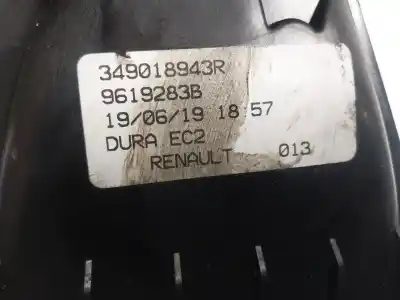 349018943R
9619283B
19/06/19 18:57
DURA EC2
RENAULT 013